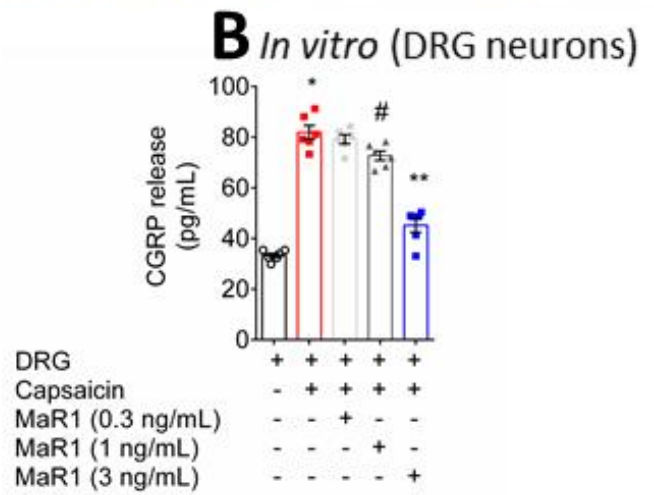 B In vitro (DRG neurons)
CGRP release
(pg/mL)
100
80
60
40
20
0
*
#
**
DRG + + + + +
Capsaicin - + + + +
MaR1 (0.3 ng/mL) - - + - -
MaR1 (1 ng/mL) - - - + -
MaR1 (3 ng/mL) - - - - +